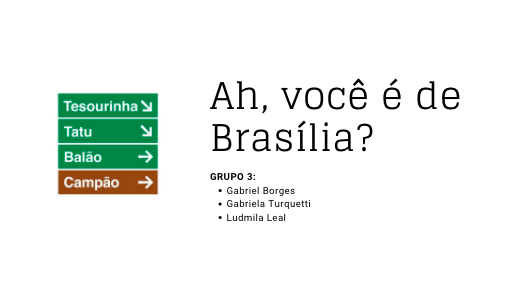 Tesourinha
Tatu
Balão
Campão
Ah, você é de
Brasília?
GRUPO 3:
Gabriel Borges
Gabriela Turquetti
Ludmila Leal